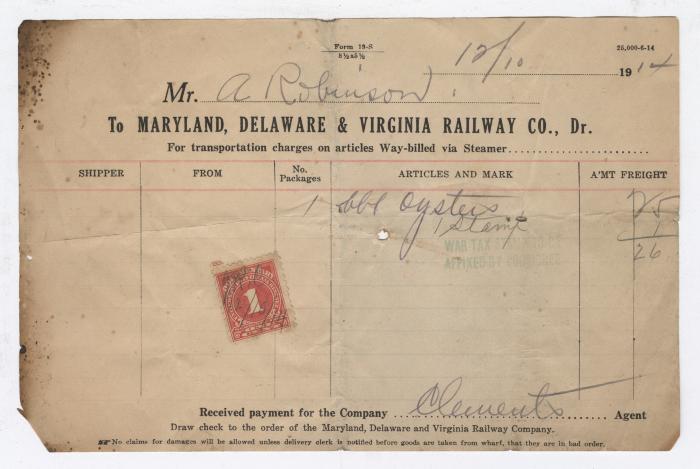 Form 19-S
8½x5½
25,000-6-14
12/10 1914
Mr. A Robinson
To MARYLAND, DELAWARE & VIRGINIA RAILWAY CO., Dr.
For transportation charges on articles Way-billed via Steamer
SHIPPER FROM No. Packages ARTICLES AND MARK A'MT FREIGHT
1 bbl Oysters 25
1 Stamp 1
WAR TAX
AFFIXED BY
26
1
Received payment for the Company Clements Agent
Draw check to the order of the Maryland, Delaware and Virginia Railway Company.
No claims for damages will be allowed unless delivery clerk is notified before goods are taken from wharf, that they are in bad order.